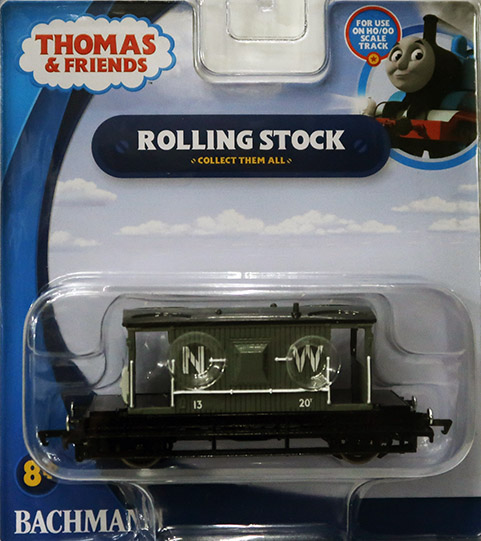 THOMAS
& FRIENDS
FOR USE
ON HO/OO
SCALE
TRACK
ROLLING STOCK
COLLECT THEM ALL
N W
13 20'
8+
BACHMANN